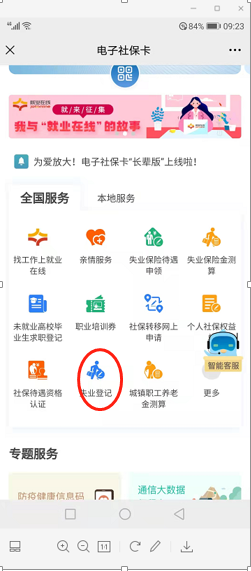 84% 09:23
电子社保卡
就业在线
就/来/征/集
我与“就业在线”的故事
为爱放大！电子社保卡“长辈版”上线啦！
全国服务 本地服务
找工作上就业在线
亲情服务
失业保险待遇申领
失业保险金测算
未就业高校毕业生求职登记
职业培训券
社保转移网上申请
个人社保权益
智能客服
社保待遇资格认证
失业登记
城镇职工养老金测算
更多
专题服务
防疫健康信息码
通信大数据
1:1